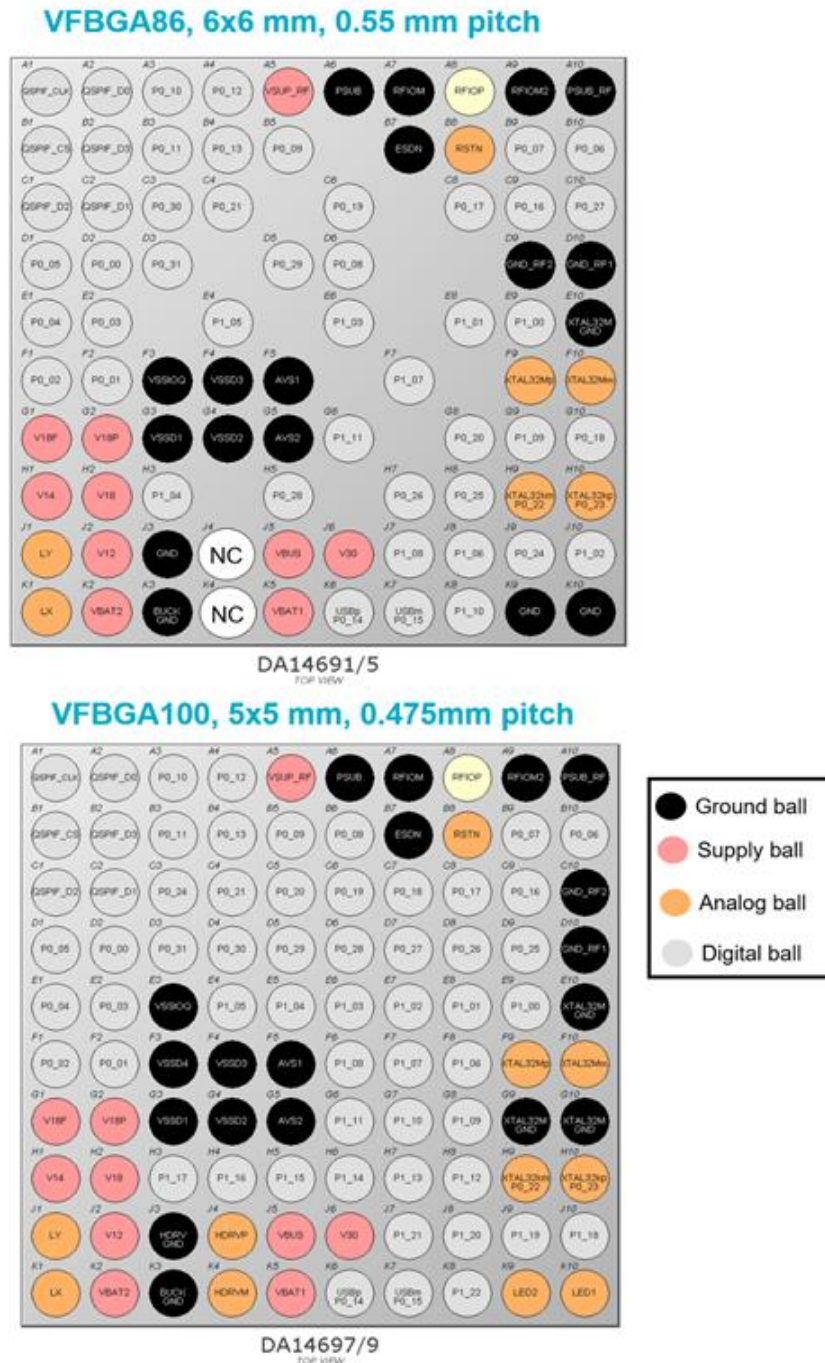 VFBGA86, 6x6 mm, 0.55 mm pitch
A1 A2 A3 A4 A5 A6 A7 A8 A9 A10
QSPIF_CLK QSPIF_D0 P0_10 P0_12 VSUP_RF PSUB RFIOM RFIOP RFIOM2 PSUB_RF
B1 B2 B3 B4 B5 B7 B8 B9 B10
QSPIF_CS QSPIF_D3 P0_11 P0_13 P0_09 ESDN RSTN P0_07 P0_06
C1 C2 C3 C4 C6 C8 C9 C10
QSPIF_D2 QSPIF_D1 P0_30 P0_21 P0_19 P0_17 P0_16 P0_27
D1 D2 D3 D5 D6 D9 D10
P0_05 P0_00 P0_31 P0_29 P0_08 GND_RF2 GND_RF1
E1 E2 E4 E6 E8 E9 E10
P0_04 P0_03 P1_05 P1_03 P1_01 P1_00 XTAL32M GND
F1 F2 F3 F4 F5 F7 F9 F10
P0_02 P0_01 VSSIOQ VSSD3 AVS1 P1_07 XTAL32Mp XTAL32Mm
G1 G2 G3 G4 G5 G6 G8 G9 G10
V18F V18P VSSD1 VSSD2 AVS2 P1_11 P0_20 P1_09 P0_18
H1 H2 H3 H5 H7 H8 H9 H10
V14 V18 P1_04 P0_28 P0_26 P0_25 XTAL32km P0_22 XTAL32kp P0_23
J1 J2 J3 J4 J5 J6 J7 J8 J9 J10
LY V12 GND NC VBUS V30 P1_08 P1_06 P0_24 P1_02
K1 K2 K3 K4 K5 K6 K7 K8 K9 K10
LX VBAT2 BUCK GND NC VBAT1 USBp P0_14 USBm P0_15 P1_10 GND GND
DA14691/5
TOP VIEW
VFBGA100, 5x5 mm, 0.475mm pitch
A1 A2 A3 A4 A5 A6 A7 A8 A9 A10
QSPIF_CLK QSPIF_D0 P0_10 P0_12 VSUP_RF PSUB RFIOM RFIOP RFIOM2 PSUB_RF
B1 B2 B3 B4 B5 B6 B7 B8 B9 B10
QSPIF_CS QSPIF_D3 P0_11 P0_13 P0_09 P0_08 ESDN RSTN P0_07 P0_06
C1 C2 C3 C4 C5 C6 C7 C8 C9 C10
QSPIF_D2 QSPIF_D1 P0_24 P0_21 P0_20 P0_19 P0_18 P0_17 P0_16 GND_RF2
D1 D2 D3 D4 D5 D6 D7 D8 D9 D10
P0_05 P0_00 P0_31 P0_30 P0_29 P0_28 P0_27 P0_26 P0_25 GND_RF1
E1 E2 E3 E4 E5 E6 E7 E8 E9 E10
P0_04 P0_03 VSSIOQ P1_05 P1_04 P1_03 P1_02 P1_01 P1_00 XTAL32M GND
F1 F2 F3 F4 F5 F6 F7 F8 F9 F10
P0_02 P0_01 VSSD4 VSSD3 AVS1 P1_08 P1_07 P1_06 XTAL32Mp XTAL32Mm
G1 G2 G3 G4 G5 G6 G7 G8 G9 G10
V18F V18P VSSD1 VSSD2 AVS2 P1_11 P1_10 P1_09 XTAL32M GND XTAL32M GND
H1 H2 H3 H4 H5 H6 H7 H8 H9 H10
V14 V18 P1_17 P1_16 P1_15 P1_14 P1_13 P1_12 XTAL32km P0_22 XTAL32kp P0_23
J1 J2 J3 J4 J5 J6 J7 J8 J9 J10
LY V12 HDRV GND HDRVP VBUS V30 P1_21 P1_20 P1_19 P1_18
K1 K2 K3 K4 K5 K6 K7 K8 K9 K10
LX VBAT2 BUCK GND HDRVM VBAT1 USBp P0_14 USBm P0_15 P1_22 LED2 LED1
DA14697/9
TOP VIEW
Ground ball
Supply ball
Analog ball
Digital ball